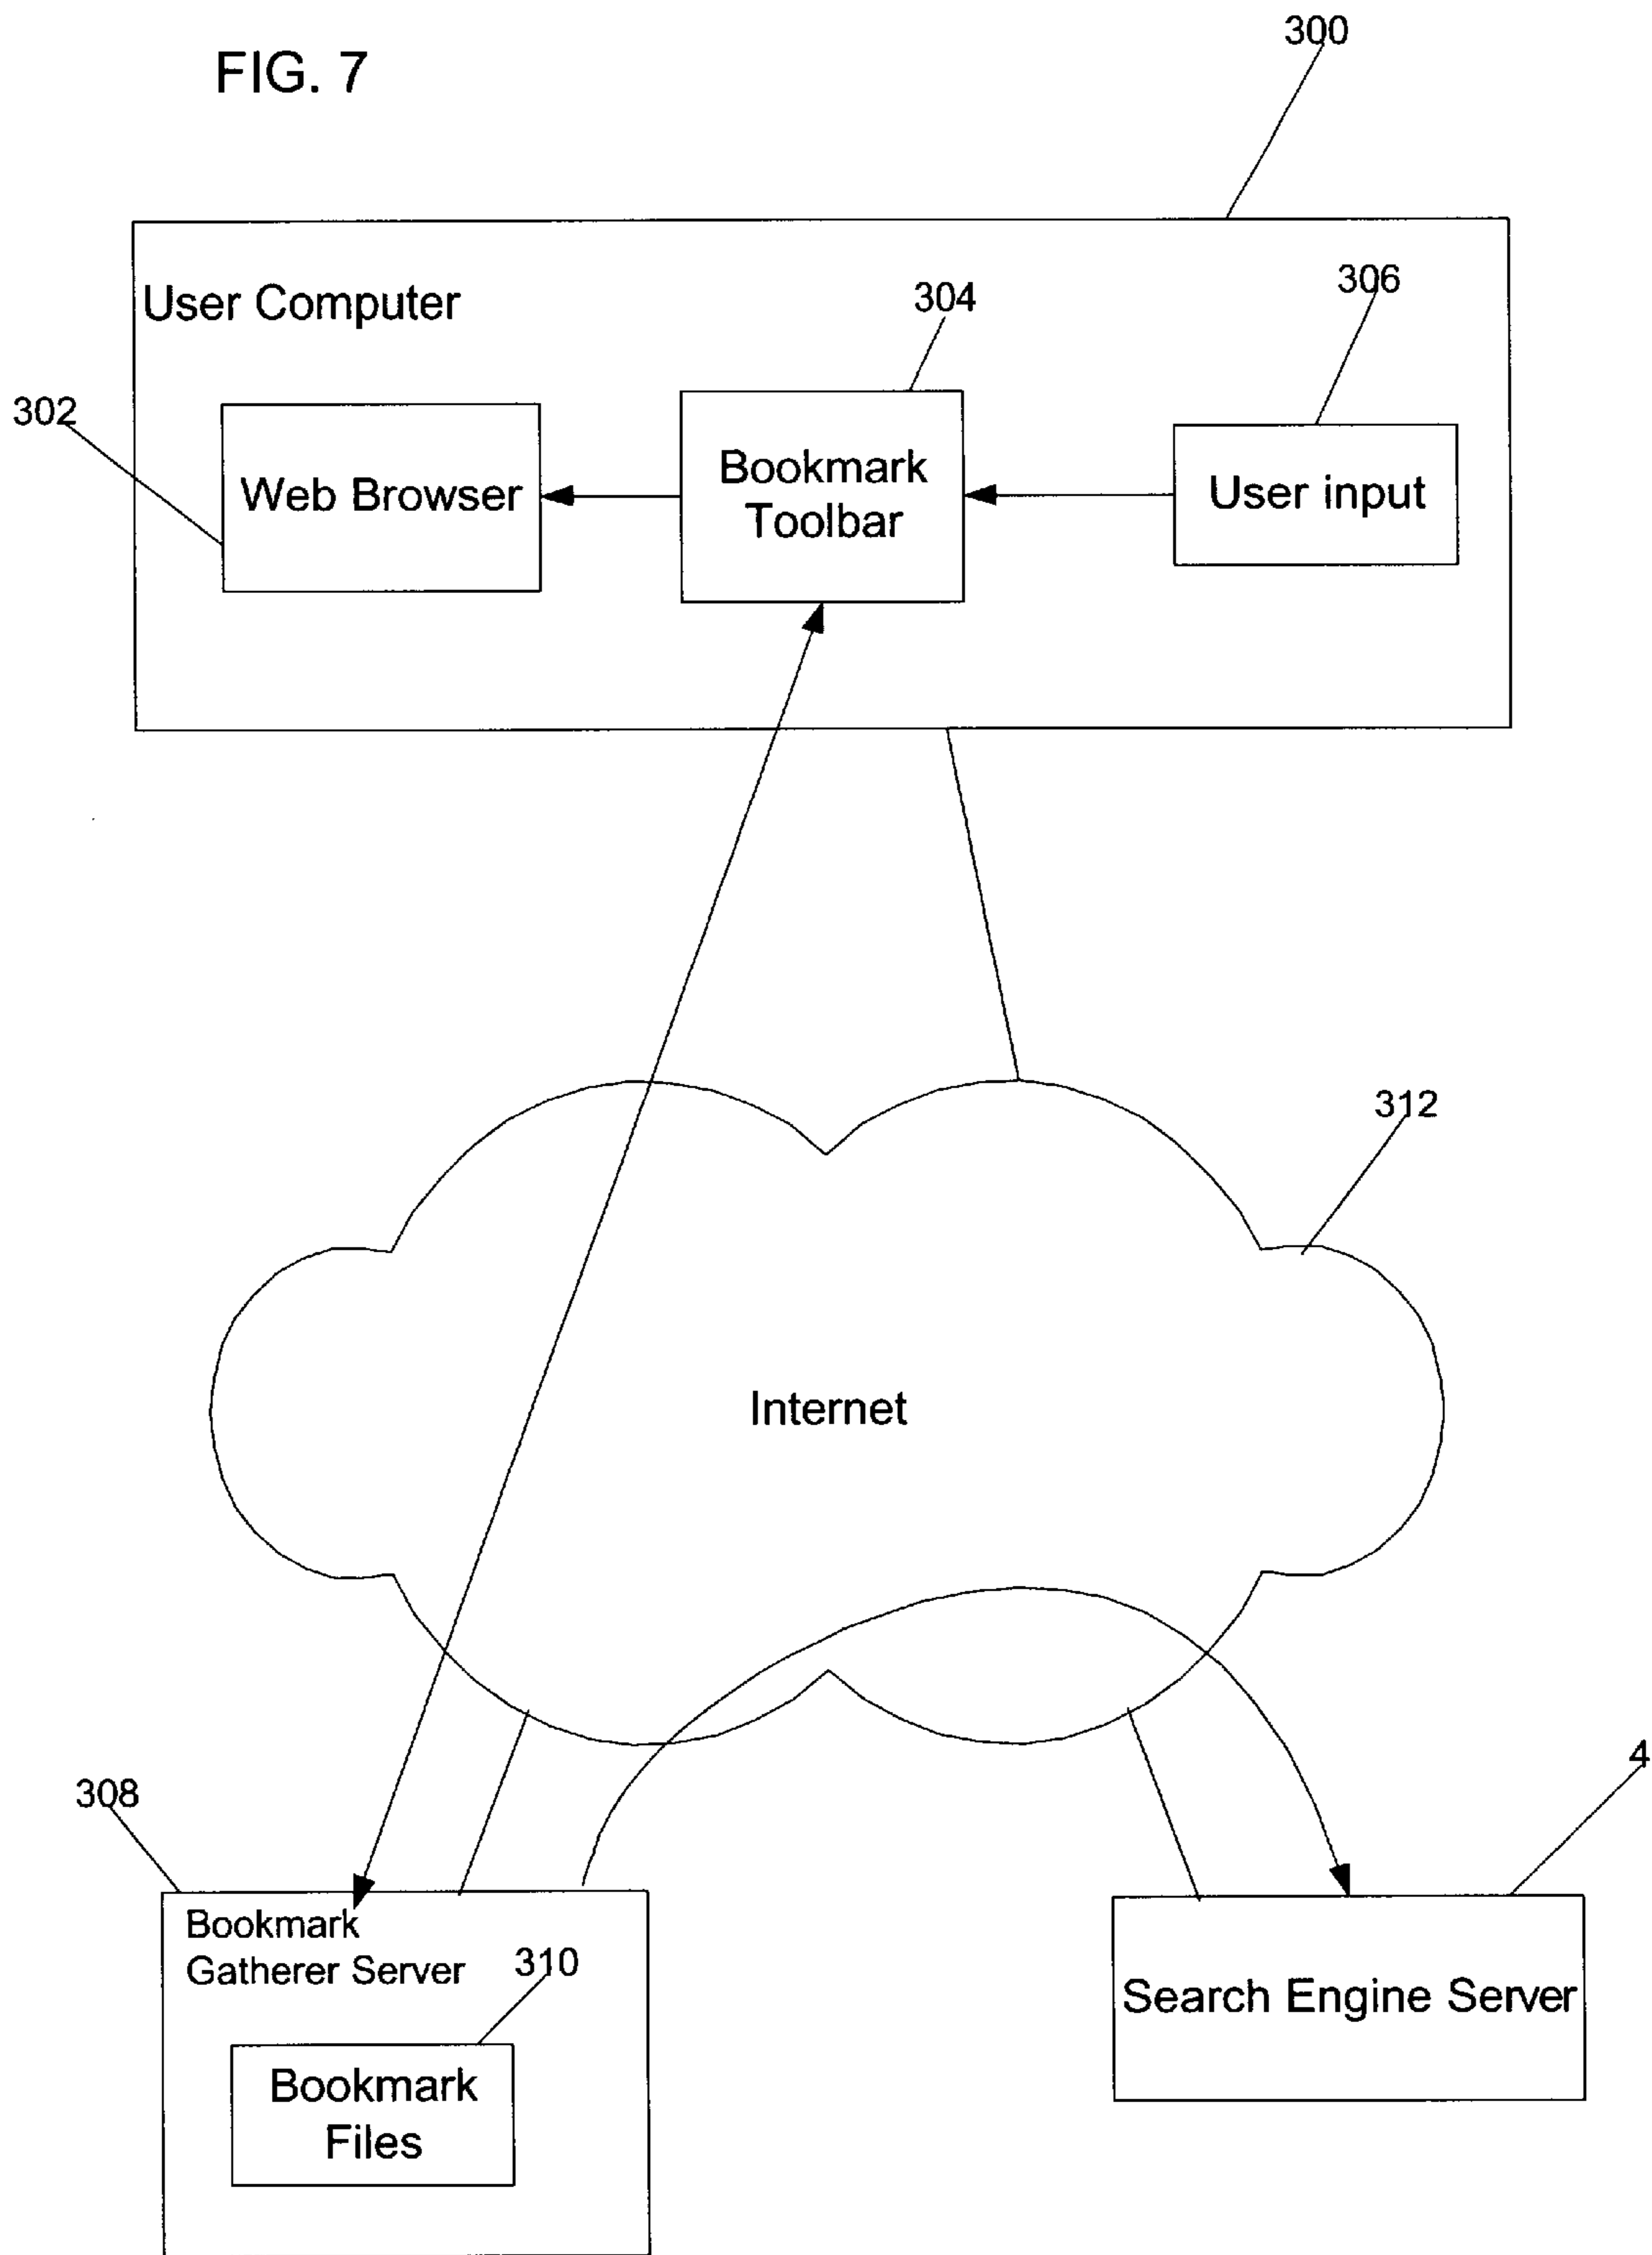 FIG. 7
300
User Computer
304
306
302
Web Browser
Bookmark
Toolbar
User input
312
Internet
308
4
Bookmark
Gatherer Server
310
Search Engine Server
Bookmark
Files